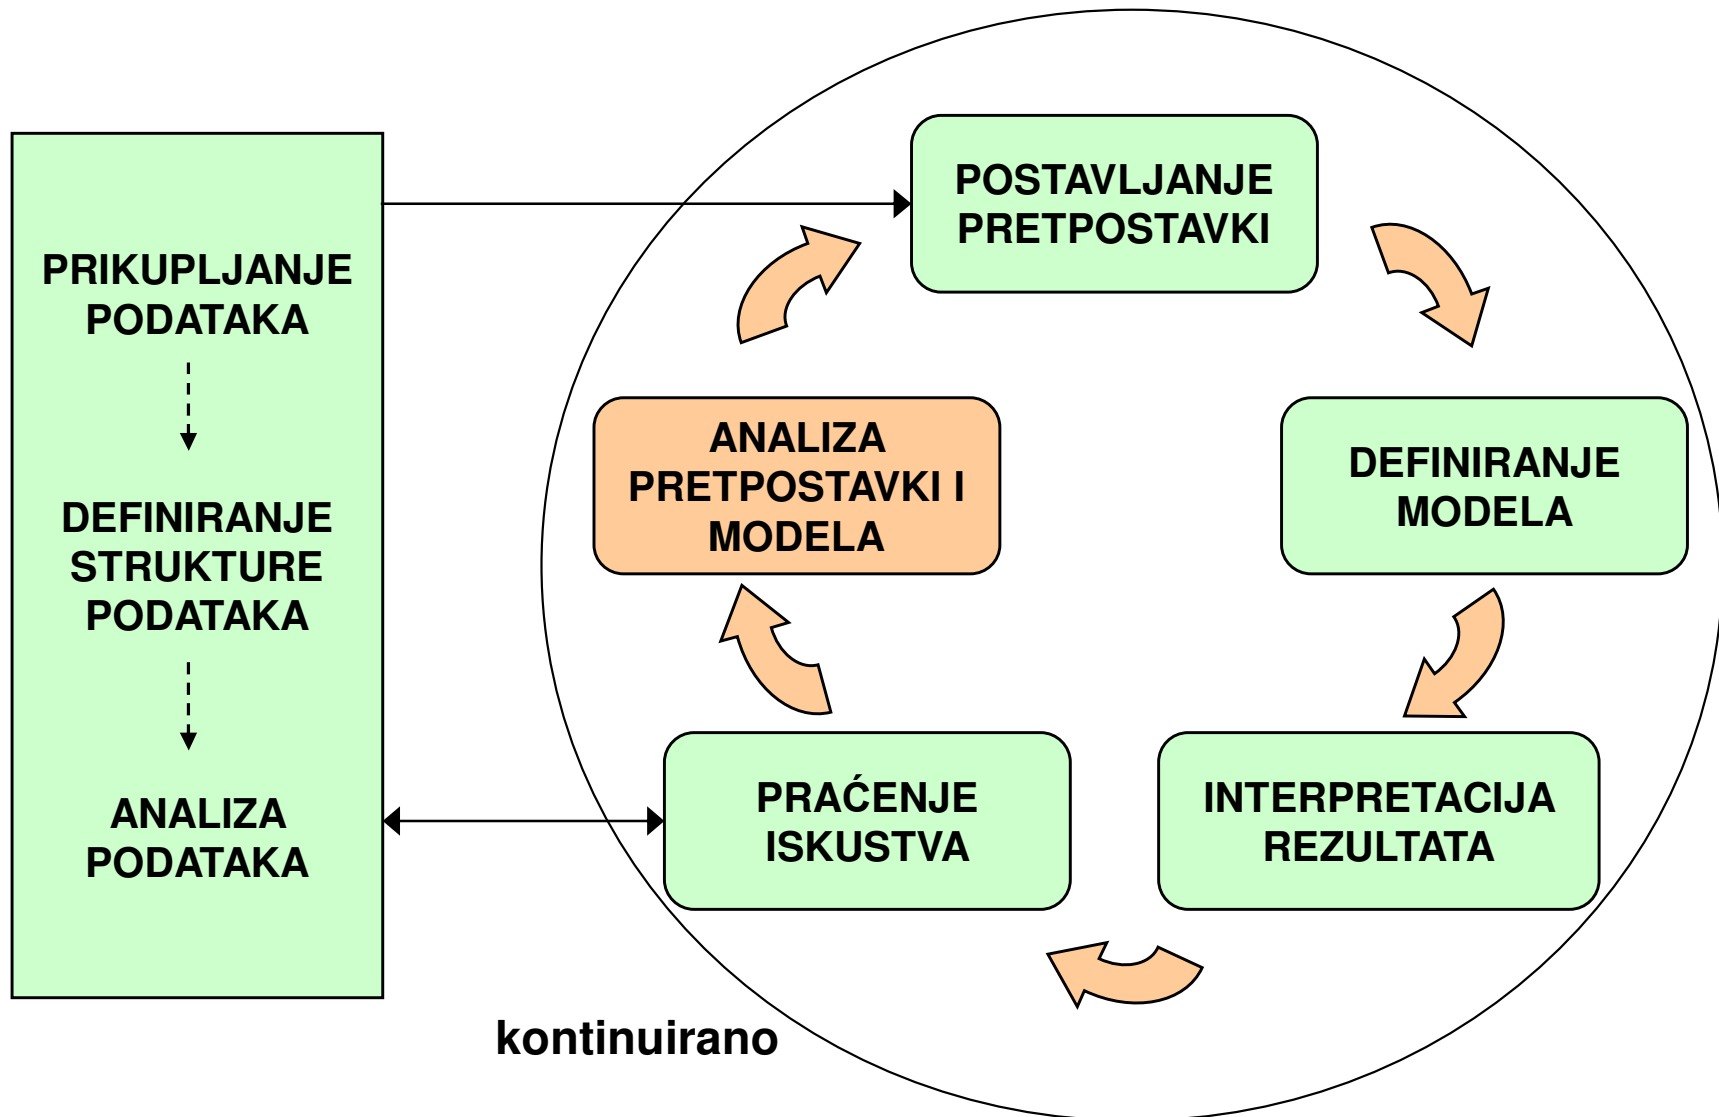 PRIKUPLJANJE
PODATAKA
DEFINIRANJE
STRUKTURE
PODATAKA
ANALIZA
PODATAKA
POSTAVLJANJE
PRETPOSTAVKI
DEFINIRANJE
MODELA
INTERPRETACIJA
REZULTATA
PRAĆENJE
ISKUSTVA
ANALIZA
PRETPOSTAVKI I
MODELA
kontinuirano